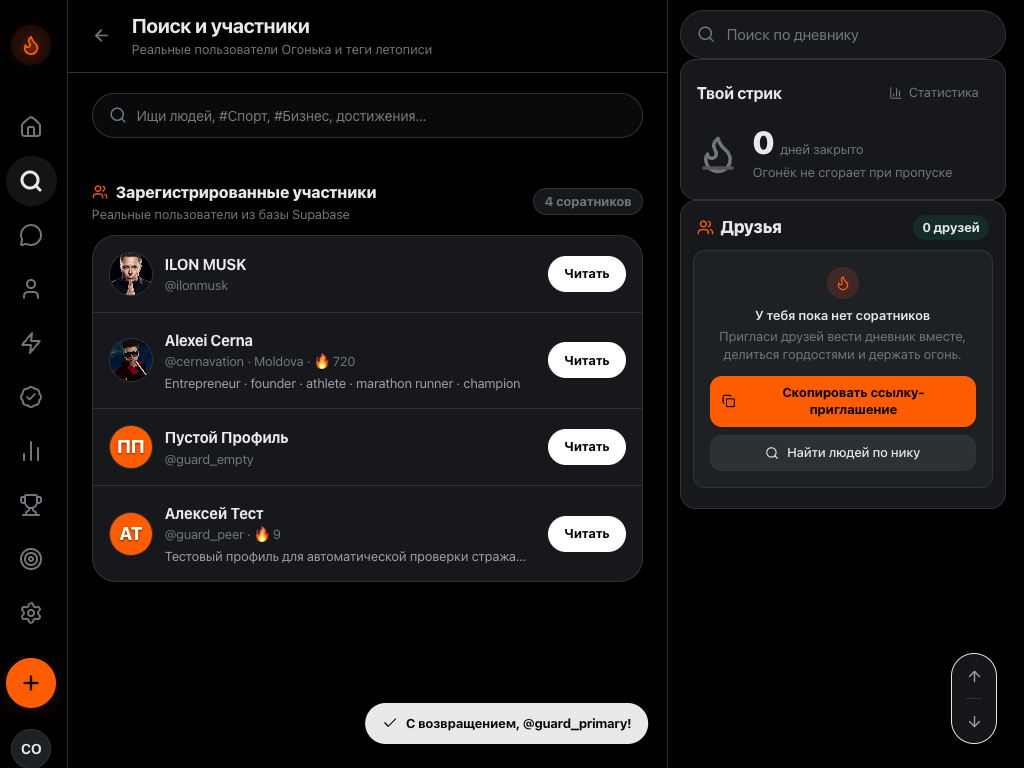 Поиск и участники
Реальные пользователи Огонька и теги летописи
Ищи людей, #Спорт, #Бизнес, достижения...
Зарегистрированные участники
Реальные пользователи из базы Supabase
4 соратников
ILON MUSK
@ilonmusk
Читать
Alexei Cerna
@cernavation · Moldova · 🔥 720
Entrepreneur · founder · athlete · marathon runner · champion
Читать
ПП
Пустой Профиль
@guard_empty
Читать
АТ
Алексей Тест
@guard_peer · 🔥 9
Тестовый профиль для автоматической проверки стража...
Читать
С возвращением, @guard_primary!
CO
Поиск по дневнику
Твой стрик
Статистика
0 дней закрыто
Огонёк не сгорает при пропуске
Друзья
0 друзей
У тебя пока нет соратников
Пригласи друзей вести дневник вместе,
делиться гордостями и держать огонь.
Скопировать ссылку-
приглашение
Найти людей по нику